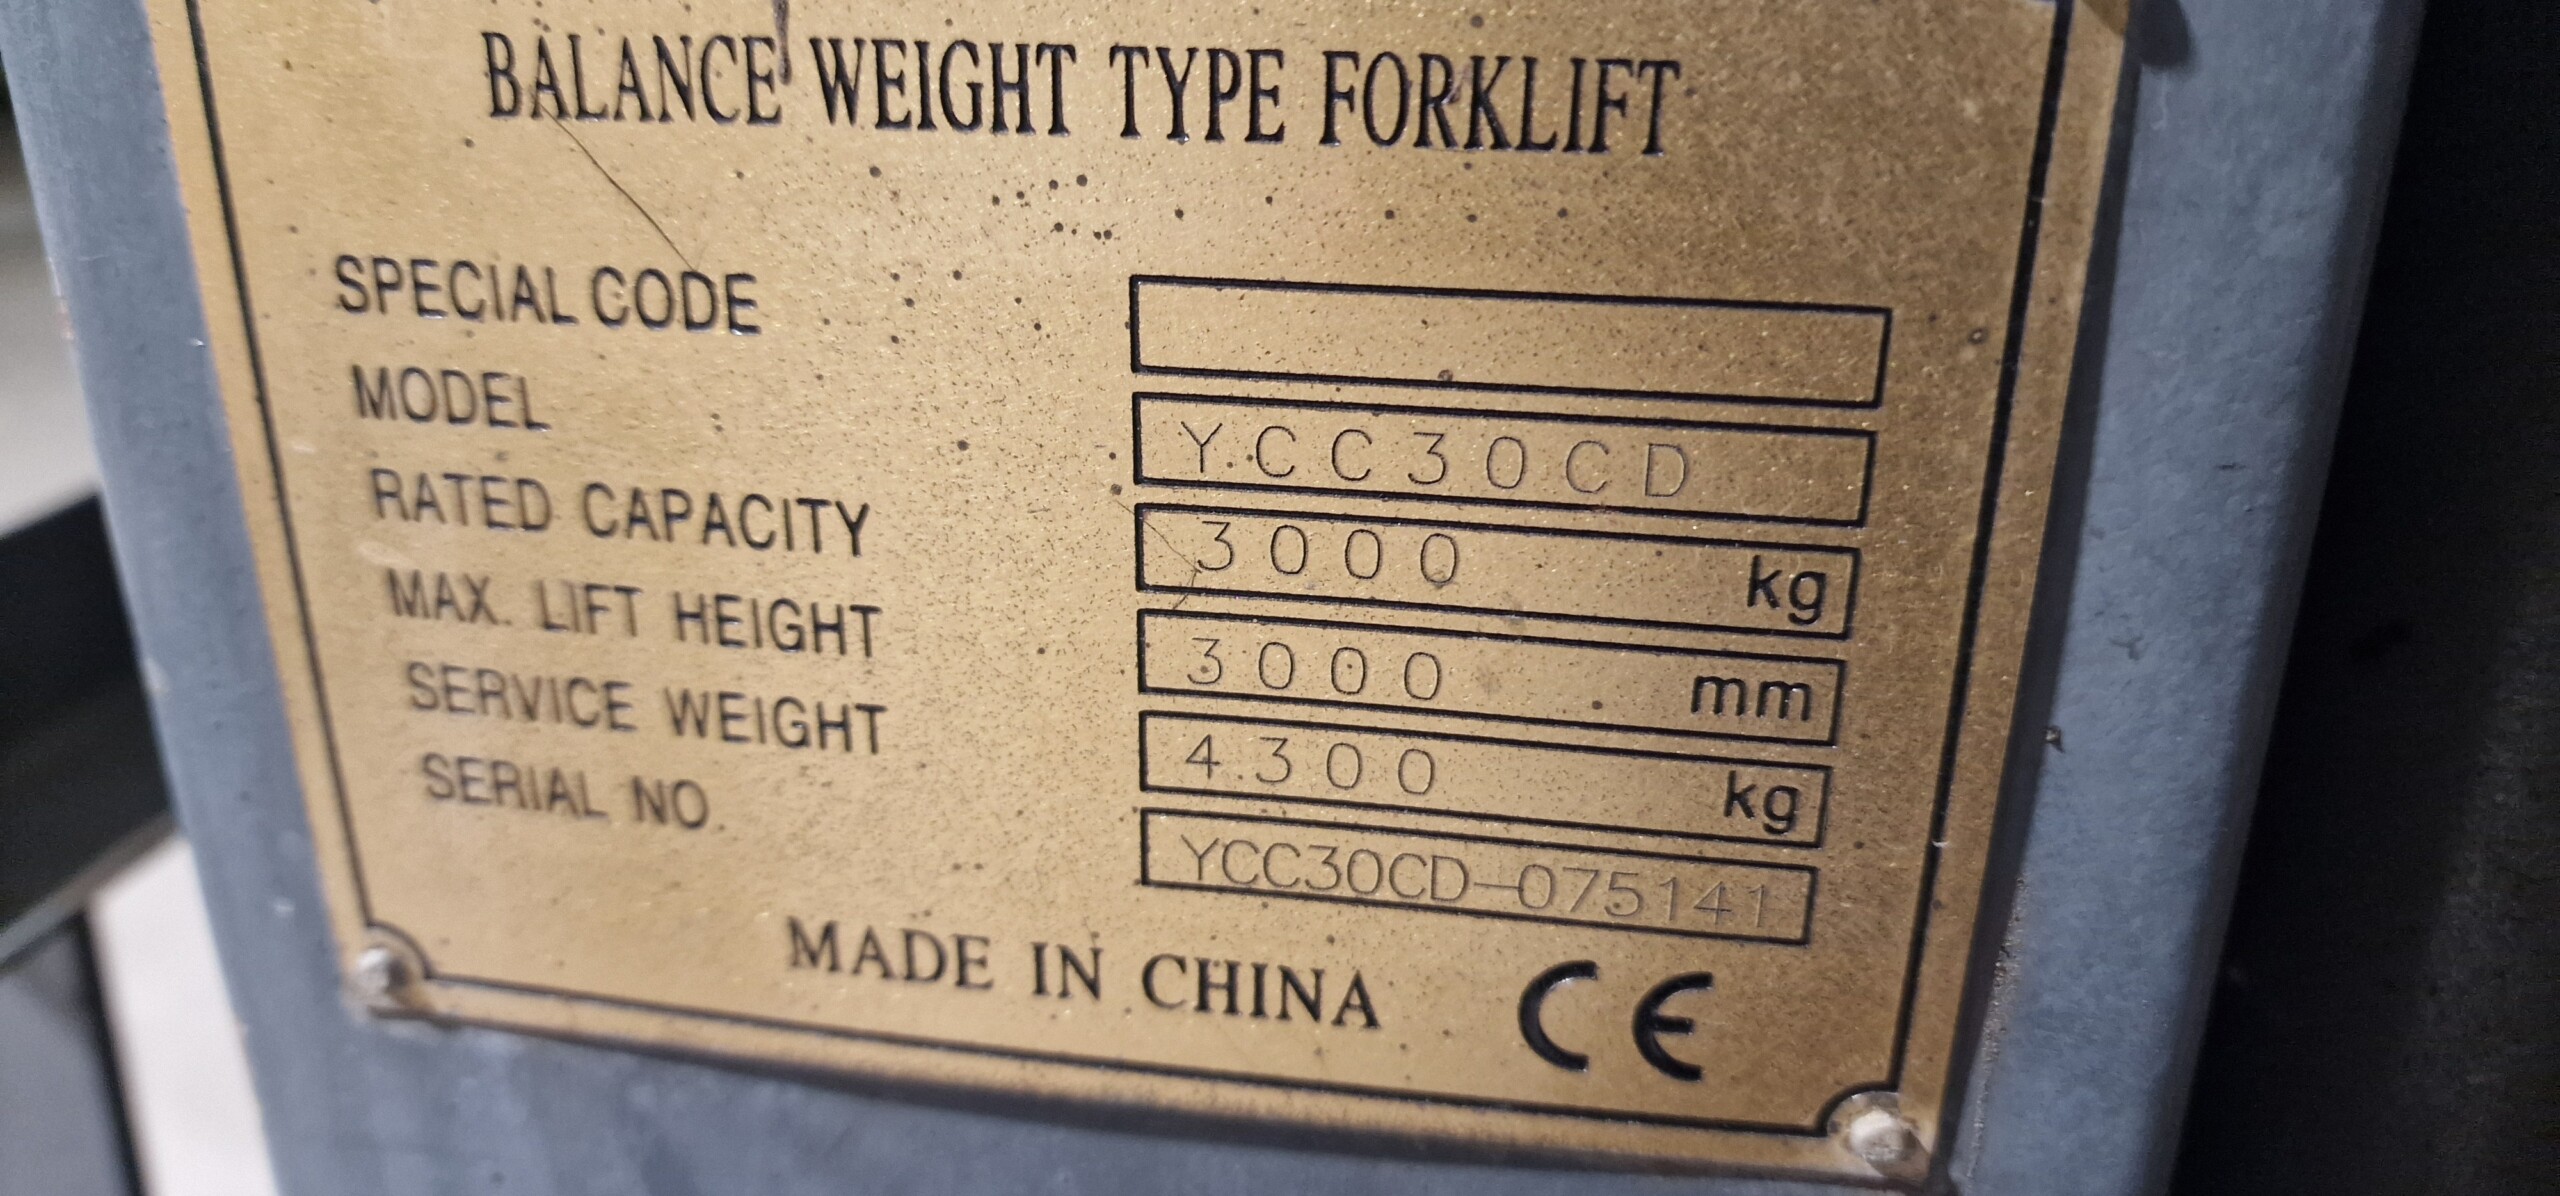 BALANCE WEIGHT TYPE FORKLIFT
SPECIAL CODE
MODEL YCC30CD
RATED CAPACITY 3000 kg
MAX. LIFT HEIGHT 3000 mm
SERVICE WEIGHT 4300 kg
SERIAL NO YCC30CD-075141
MADE IN CHINA CE